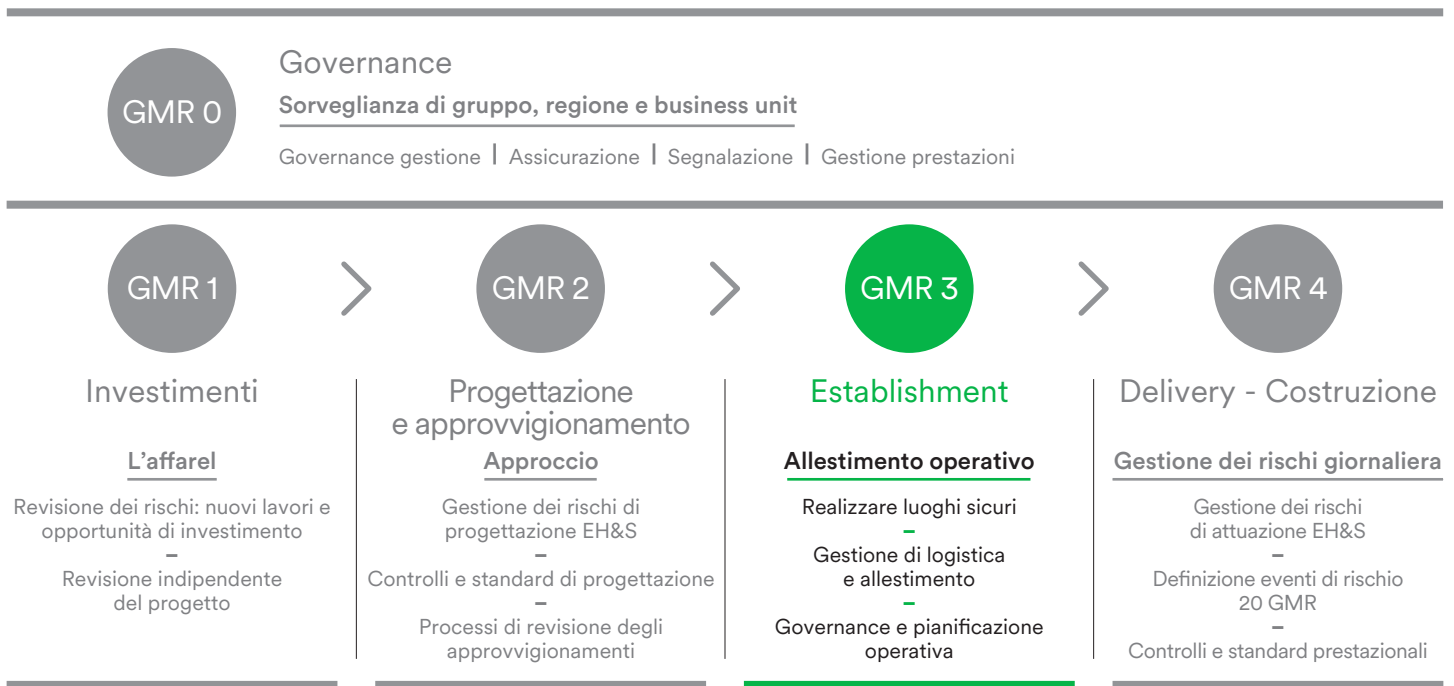 GMR 0
Governance
Sorveglianza di gruppo, regione e business unit
Governance gestione | Assicurazione | Segnalazione | Gestione prestazioni
GMR 1
Investimenti
L'affarel
Revisione dei rischi: nuovi lavori e
opportunità di investimento
–
Revisione indipendente
del progetto
GMR 2
Progettazione
e approvvigionamento
Approccio
Gestione dei rischi di
progettazione EH&S
–
Controlli e standard di progettazione
–
Processi di revisione degli
approvvigionamenti
GMR 3
Establishment
Allestimento operativo
Realizzare luoghi sicuri
–
Gestione di logistica
e allestimento
–
Governance e pianificazione
operativa
GMR 4
Delivery - Costruzione
Gestione dei rischi giornaliera
Gestione dei rischi
di attuazione EH&S
–
Definizione eventi di rischio
20 GMR
–
Controlli e standard prestazionali